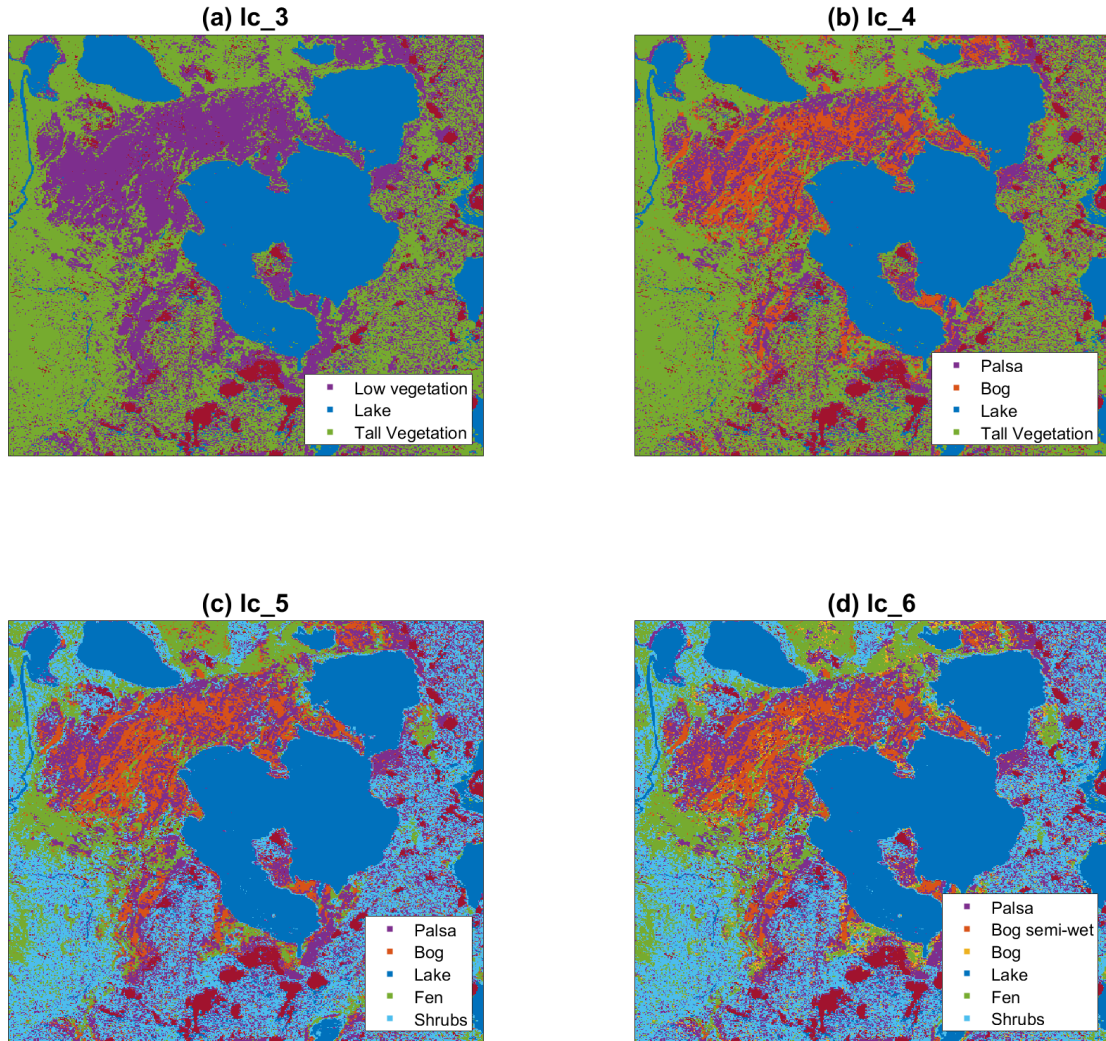 (a) lc_3
(b) lc_4
Low vegetation
Lake
Tall Vegetation
Palsa
Bog
Lake
Tall Vegetation
(c) lc_5
(d) lc_6
Palsa
Bog
Lake
Fen
Shrubs
Palsa
Bog semi-wet
Bog
Lake
Fen
Shrubs